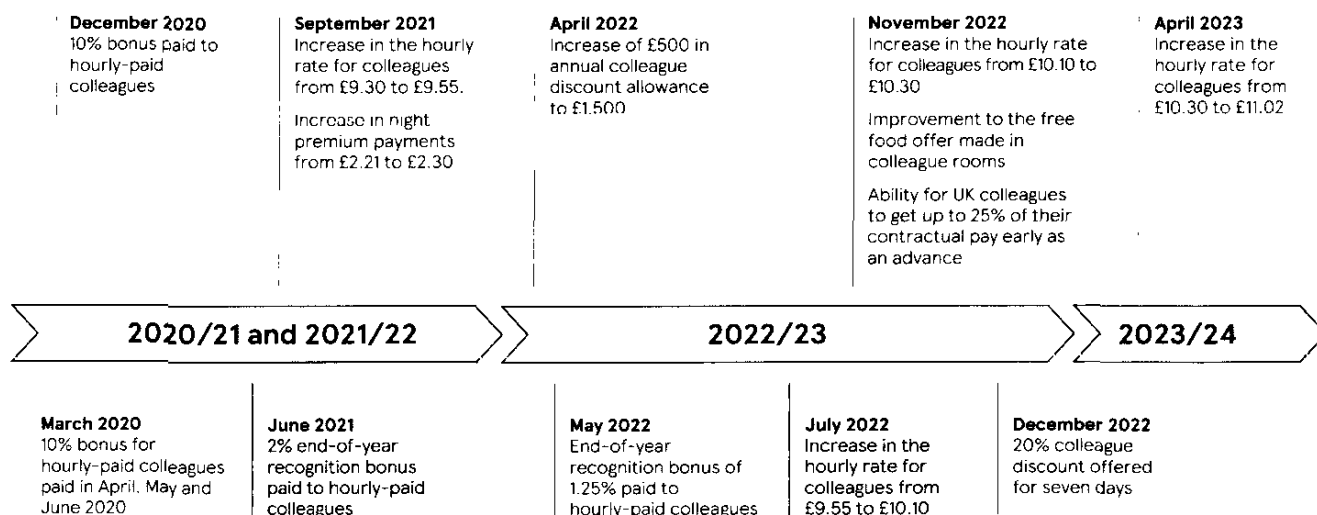 December 2020
10% bonus paid to
hourly-paid
colleagues
September 2021
Increase in the hourly
rate for colleagues
from £9.30 to £9.55.
Increase in night
premium payments
from £2.21 to £2.30
April 2022
Increase of £500 in
annual colleague
discount allowance
to £1.500
November 2022
Increase in the hourly rate
for colleagues from £10.10 to
£10.30
Improvement to the free
food offer made in
colleague rooms
Ability for UK colleagues
to get up to 25% of their
contractual pay early as
an advance
April 2023
Increase in the
hourly rate for
colleagues from
£10.30 to £11.02
2020/21 and 2021/22
2022/23
2023/24
March 2020
10% bonus for
hourly-paid colleagues
paid in April. May and
June 2020
June 2021
2% end-of-year
recognition bonus
paid to hourly-paid
colleagues
May 2022
End-of-year
recognition bonus of
1.25% paid to
hourly-paid colleagues
July 2022
Increase in the
hourly rate for
colleagues from
£9.55 to £10.10
December 2022
20% colleague
discount offered
for seven days